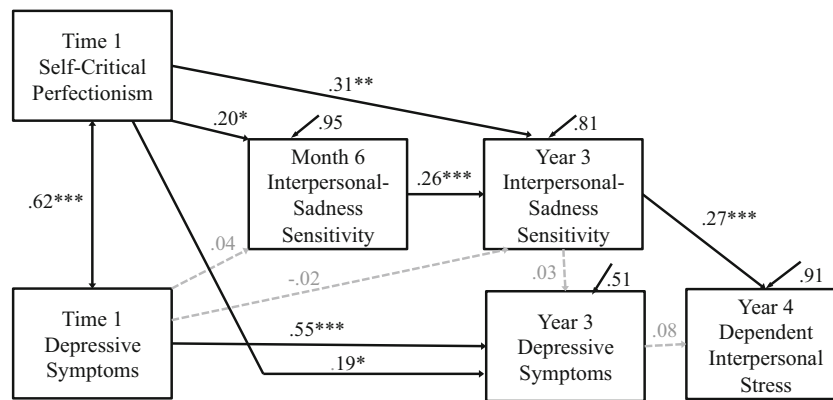 Time 1
Self-Critical
Perfectionism
.31**
.20*
.95
.81
Month 6
Interpersonal-
Sadness
Sensitivity
.26***
Year 3
Interpersonal-
Sadness
Sensitivity
.62***
.04
-.02
.27***
.03
.51
.91
Time 1
Depressive
Symptoms
.55***
.19*
Year 3
Depressive
Symptoms
.08
Year 4
Dependent
Interpersonal
Stress